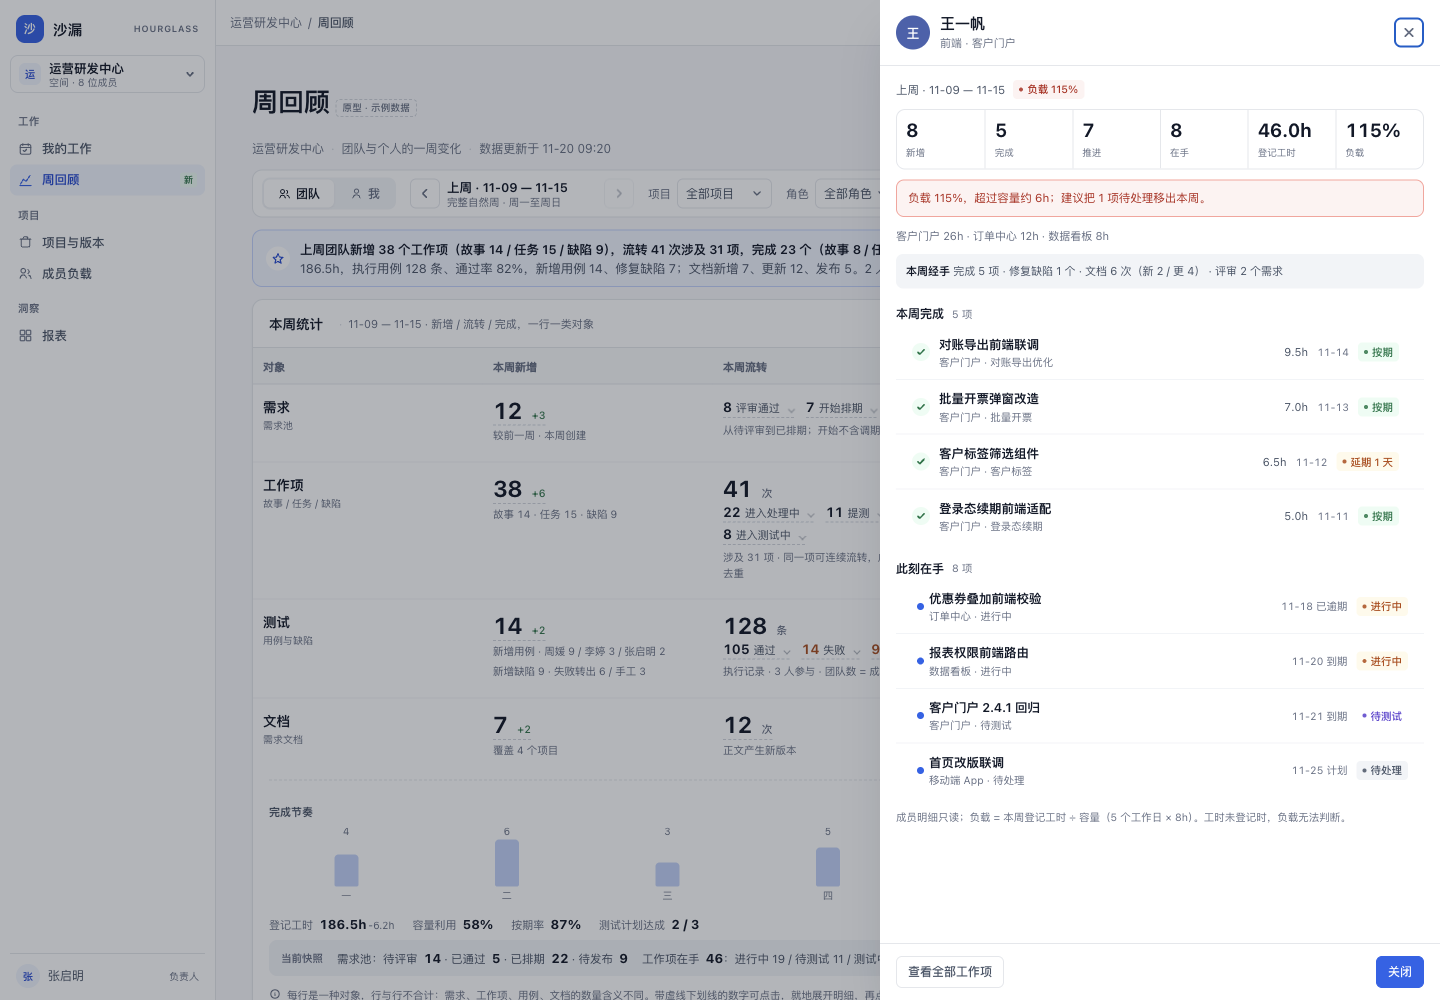 沙 沙漏 HOURGLASS
运 运营研发中心
空间 · 8 位成员
工作
我的工作
周回顾 新
项目
项目与版本
成员负载
洞察
报表
张 张启明 负责人
运营研发中心 / 周回顾
周回顾 原型 · 示例数据
运营研发中心 · 团队与个人的一周变化 · 数据更新于 11-20 09:20
团队 我
上周 · 11-09 — 11-15
完整自然周 · 周一至周日
项目 全部项目 角色 全部角色
上周团队新增 38 个工作项（故事 14 / 任务 15 / 缺陷 9），流转 41 次涉及 31 项，完成 23 个（故事 8 / 任
186.5h，执行用例 128 条、通过率 82%，新增用例 14、修复缺陷 7；文档新增 7、更新 12、发布 5。2 人
本周统计 · 11-09 — 11-15 · 新增 / 流转 / 完成，一行一类对象
对象 本周新增 本周流转
需求
需求池
12 +3
较前一周 · 本周创建
8 评审通过 7 开始排期
从待评审到已排期；开始不含调期
工作项
故事 / 任务 / 缺陷
38 +6
故事 14 · 任务 15 · 缺陷 9
41 次
22 进入处理中 11 提测
8 进入测试中
涉及 31 项 · 同一项可连续流转，
去重
测试
用例与缺陷
14 +2
新增用例 · 周媛 9 / 李婷 3 / 张启明 2
新增缺陷 9 · 失败转出 6 / 手工 3
128 条
105 通过 14 失败 9
执行记录 · 3 人参与 · 团队数 = 成
文档
需求文档
7 +2
覆盖 4 个项目
12 次
正文产生新版本
完成节奏
4 6 3 5
一 二 三 四
登记工时 186.5h -6.2h 容量利用 58% 按期率 87% 测试计划达成 2 / 3
当前快照 需求池：待评审 14 · 已通过 5 · 已排期 22 · 待发布 9 工作项在手 46：进行中 19 / 待测试 11 / 测试中
每行是一种对象，行与行不合计：需求、工作项、用例、文档的数量含义不同。带虚线下划线的数字可点击，就地展开明细，再点
王 王一帆
前端 · 客户门户
上周 · 11-09 — 11-15 负载 115%
8 5 7 8 46.0h 115%
新增 完成 推进 在手 登记工时 负载
负载 115%，超过容量约 6h；建议把 1 项待处理移出本周。
客户门户 26h · 订单中心 12h · 数据看板 8h
本周经手 完成 5 项 · 修复缺陷 1 个 · 文档 6 次（新 2 / 更 4） · 评审 2 个需求
本周完成 5 项
对账导出前端联调
客户门户 · 对账导出优化
9.5h 11-14 按期
批量开票弹窗改造
客户门户 · 批量开票
7.0h 11-13 按期
客户标签筛选组件
客户门户 · 客户标签
6.5h 11-12 延期 1 天
登录态续期前端适配
客户门户 · 登录态续期
5.0h 11-11 按期
此刻在手 8 项
优惠券叠加前端校验
订单中心 · 进行中
11-18 已逾期 进行中
报表权限前端路由
数据看板 · 进行中
11-20 到期 进行中
客户门户 2.4.1 回归
客户门户 · 待测试
11-21 到期 待测试
首页改版联调
移动端 App · 待处理
11-25 计划 待处理
成员明细只读；负载 = 本周登记工时 ÷ 容量（5 个工作日 × 8h）。工时未登记时，负载无法判断。
查看全部工作项 关闭